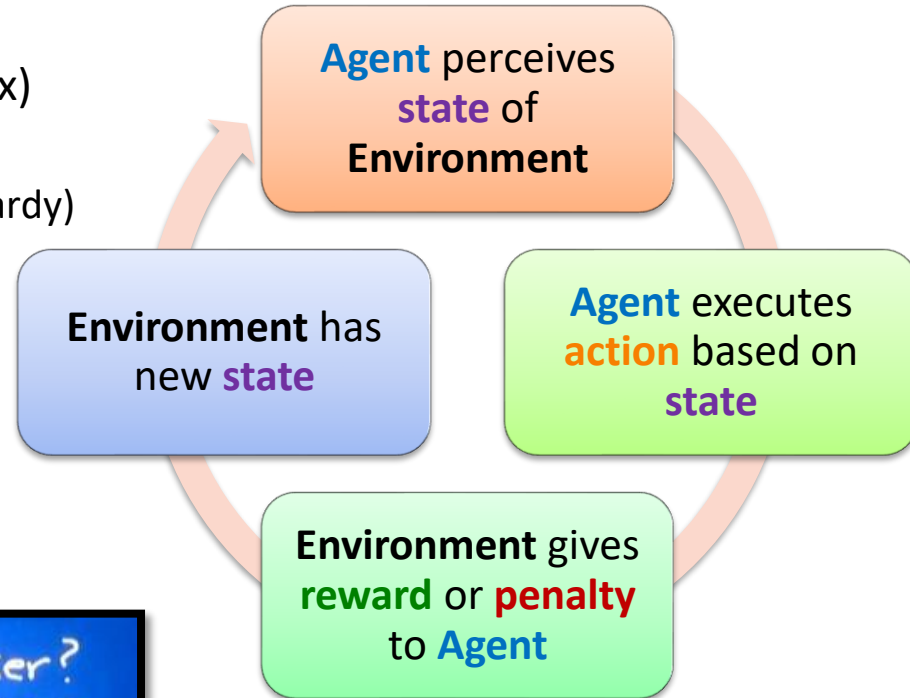 x)
ardy)
Agent perceives
state of
Environment
Agent executes
action based on
state
Environment gives
reward or penalty
to Agent
Environment has
new state
er?